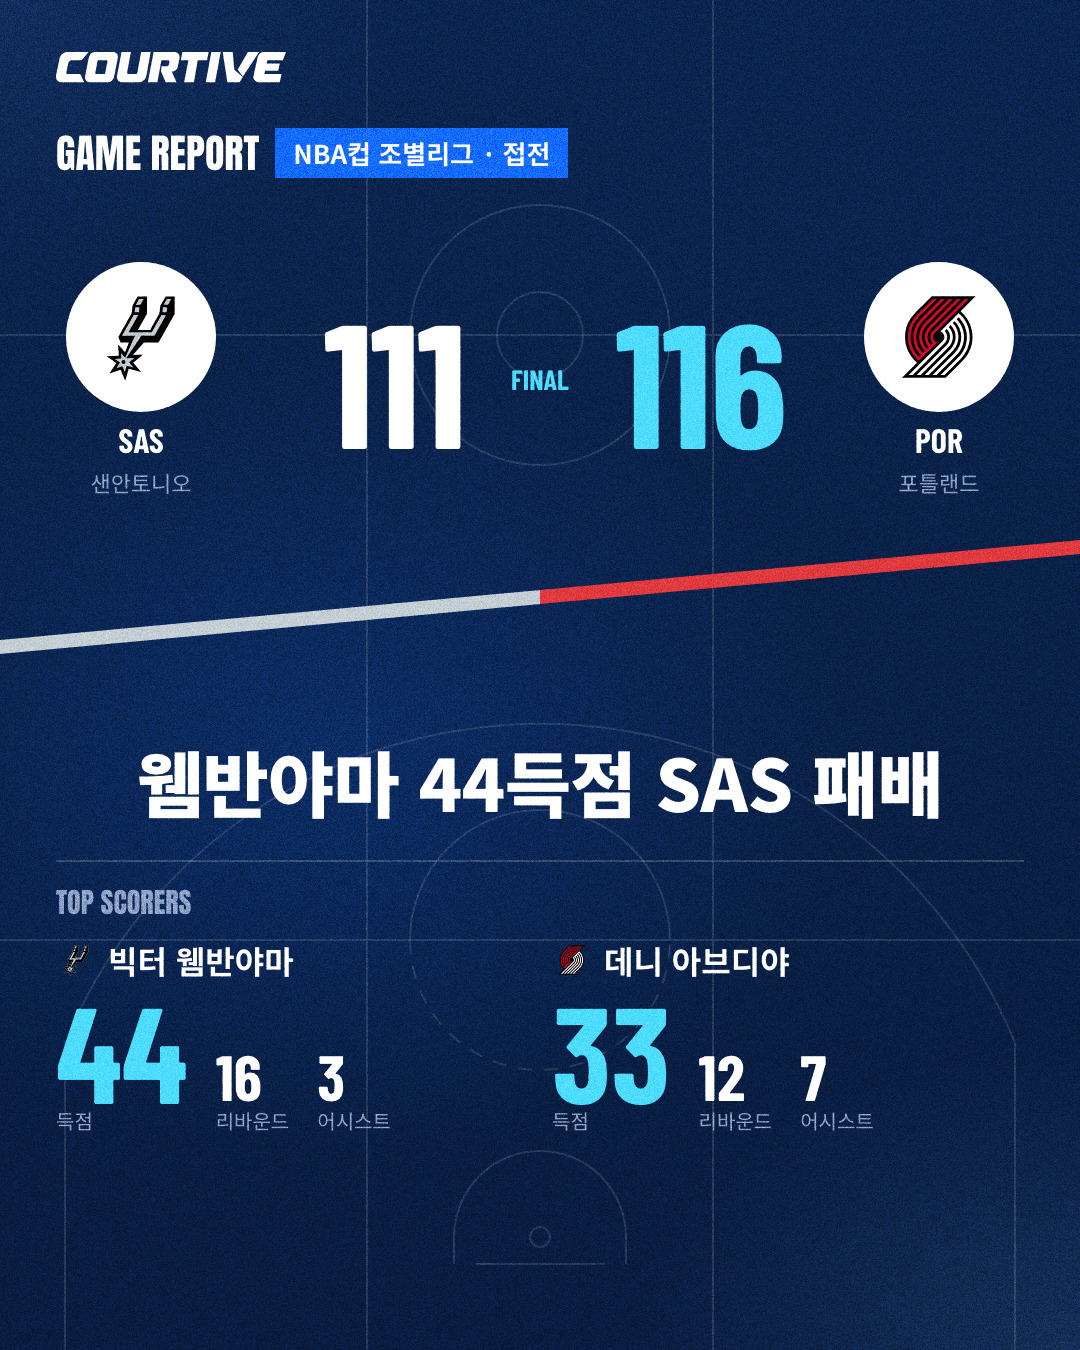 COURTIVE
GAME REPORT NBA컵 조별리그 · 접전
111 FINAL 116
SAS POR
샌안토니오 포틀랜드
웸반야마 44득점 SAS 패배
TOP SCORERS
빅터 웸반야마
44 16 3
득점 리바운드 어시스트
데니 아브디야
33 12 7
득점 리바운드 어시스트